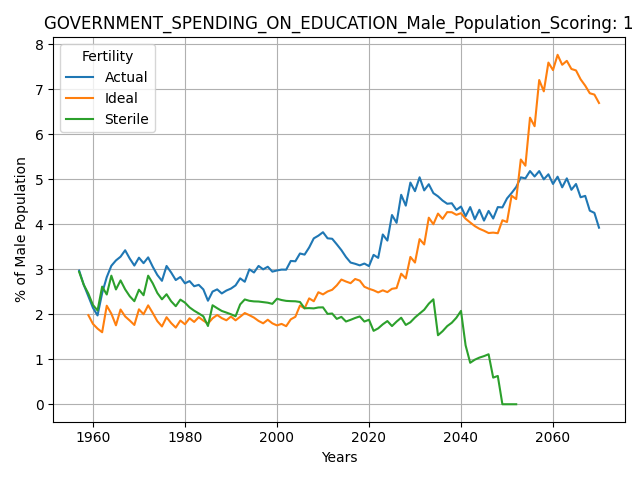 GOVERNMENT_SPENDING_ON_EDUCATION_Male_Population_Scoring: 1
Fertility
Actual
Ideal
Sterile
% of Male Population
8
7
6
5
4
3
2
1
0
1960 1980 2000 2020 2040 2060
Years